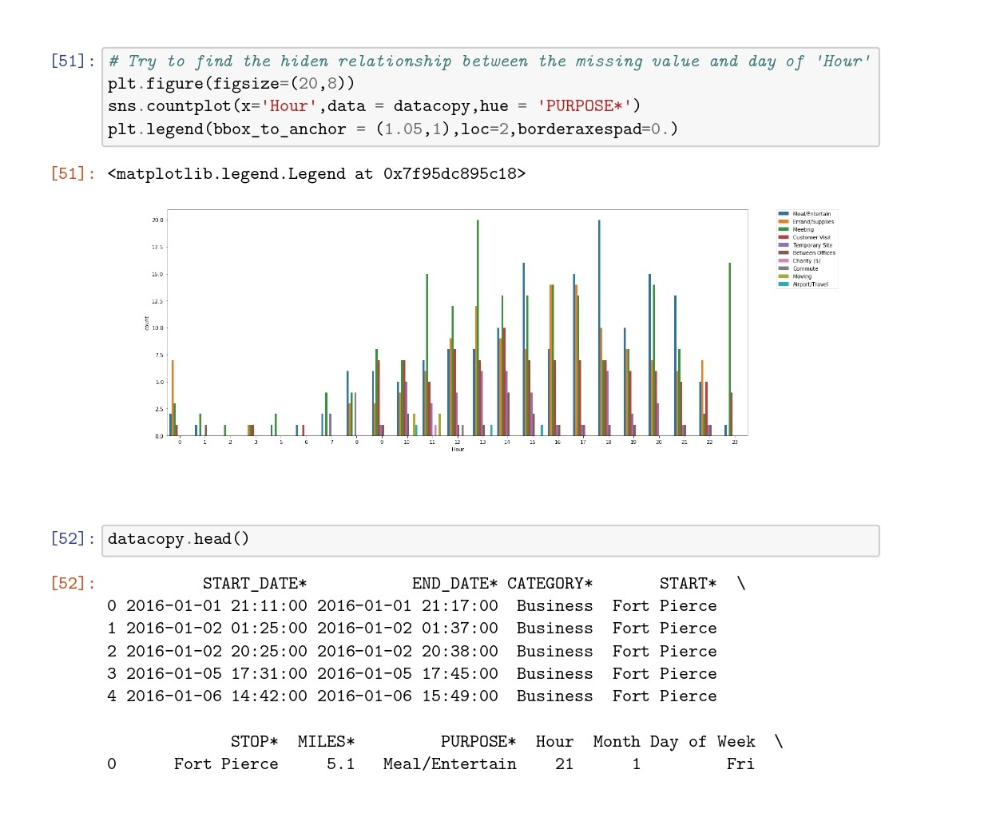 [51]: # Try to find the hiden relationship between the missing value and day of 'Hour'
plt.figure(figsize=(20,8))
sns.countplot(x='Hour',data = datacopy,hue = 'PURPOSE*')
plt.legend(bbox_to_anchor = (1.05,1),loc=2,borderaxespad=0.)
[51]: <matplotlib.legend.Legend at 0x7f95dc895c18>
20.0
17.5
15.0
12.5
10.0
7.5
5.0
2.5
0.0
count
0 1 2 3 5 6 7 8 9 10 11 12 13 14 15 16 17 18 19 20 21 22 23
Hour
Meal/Entertain
Errand/Supplies
Meeting
Customer Visit
Temporary Site
Between Offices
Charity ($)
Commute
Moving
Airport/Travel
[52]: datacopy.head()
[52]: START_DATE* END_DATE* CATEGORY* START* \
0 2016-01-01 21:11:00 2016-01-01 21:17:00 Business Fort Pierce
1 2016-01-02 01:25:00 2016-01-02 01:37:00 Business Fort Pierce
2 2016-01-02 20:25:00 2016-01-02 20:38:00 Business Fort Pierce
3 2016-01-05 17:31:00 2016-01-05 17:45:00 Business Fort Pierce
4 2016-01-06 14:42:00 2016-01-06 15:49:00 Business Fort Pierce
STOP* MILES* PURPOSE* Hour Month Day of Week \
0 Fort Pierce 5.1 Meal/Entertain 21 1 Fri